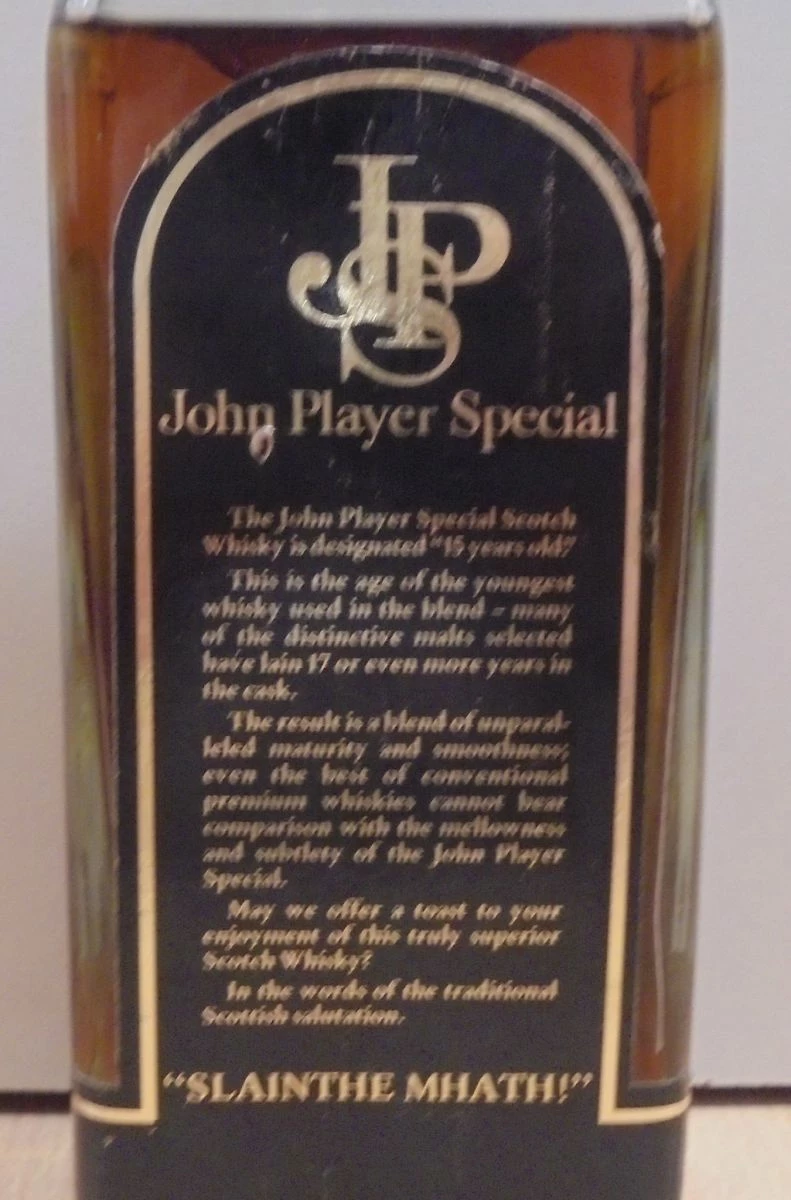 JPS
John Player Special
The John Player Special Scotch
Whisky is designated "15 years old."
This is the age of the youngest
whisky used in the blend – many
of the distinctive malts selected
have lain 17 or even more years in
the cask.
The result is a blend of unparal-
leled maturity and smoothness;
even the best of conventional
premium whiskies cannot bear
comparison with the mellowness
and subtlety of the John Player
Special.
May we offer a toast to your
enjoyment of this truly superior
Scotch Whisky?
In the words of the traditional
Scottish salutation.
"SLAINTHE MHATH!"